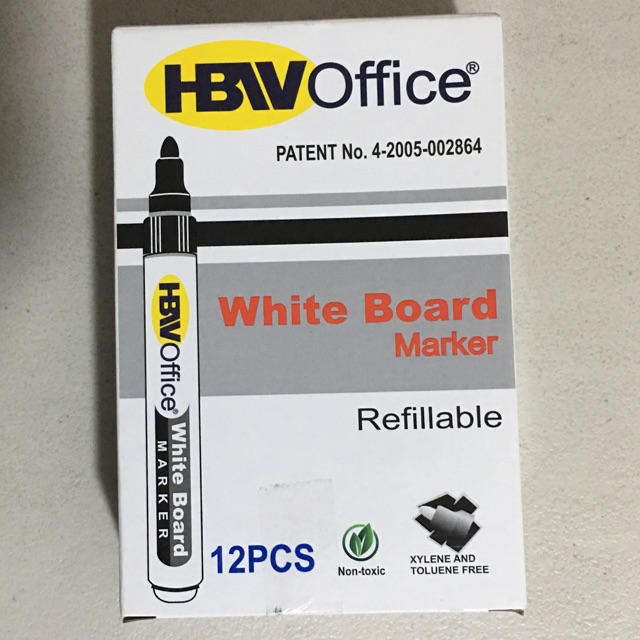 HBWOffice®
PATENT No. 4-2005-002864
White Board
Marker
Refillable
HBWOffice®
White Board
MARKER
12PCS
Non-toxic
XYLENE AND
TOLUENE FREE